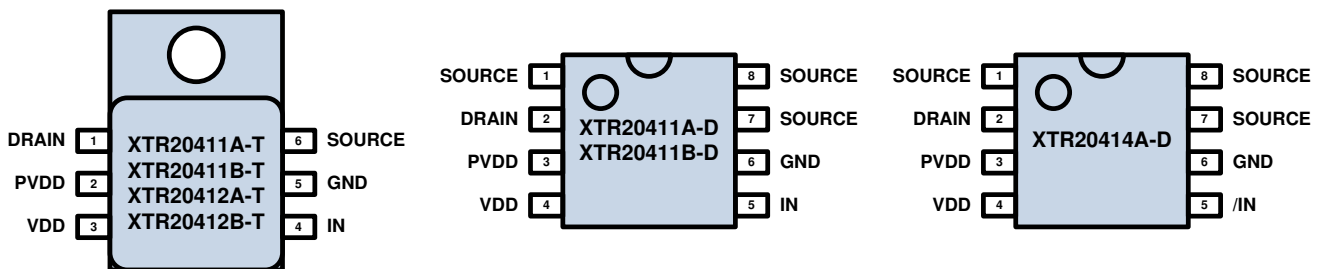 DRAIN 1 XTR20411A-T 6 SOURCE
XTR20411B-T
PVDD 2 XTR20412A-T 5 GND
VDD 3 XTR20412B-T 4 IN
SOURCE 1 8 SOURCE
DRAIN 2 XTR20411A-D 7 SOURCE
XTR20411B-D
PVDD 3 6 GND
VDD 4 5 IN
SOURCE 1 8 SOURCE
DRAIN 2 XTR20414A-D 7 SOURCE
PVDD 3 6 GND
VDD 4 5 /IN